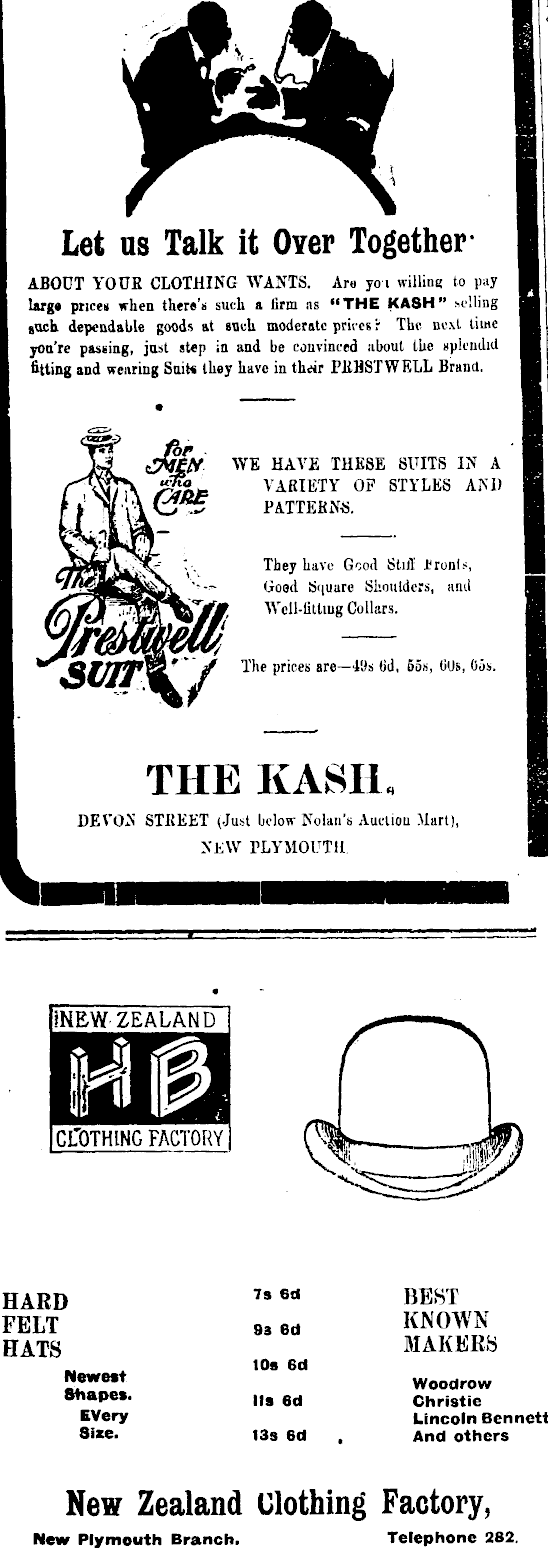 Let us Talk it Over Together.
ABOUT YOUR CLOTHING WANTS. Are you willing to pay
large prices when there's such a firm as "THE KASH" selling
such dependable goods at such moderate prices? The next time
you're passing, just step in and be convinced about the splendid
fitting and wearing Suits they have in their PRESTWELL Brand.
for
MEN
who
CARE
The
Prestwell
SUIT
WE HAVE THESE SUITS IN A
VARIETY OF STYLES AND
PATTERNS.
They have Good Stiff Fronts,
Good Square Shoulders, and
Well-fitting Collars.
The prices are—49s 6d, 55s, 60s, 65s.
THE KASH,
DEVON STREET (Just below Nolan's Auction Mart),
NEW PLYMOUTH
NEW ZEALAND
HB
CLOTHING FACTORY
HARD
FELT
HATS
Newest
Shapes.
EVery
Size.
7s 6d
9s 6d
10s 6d
11s 6d
13s 6d
BEST
KNOWN
MAKERS
Woodrow
Christie
Lincoln Bennett
And others
New Zealand Clothing Factory,
New Plymouth Branch.
Telephone 282.